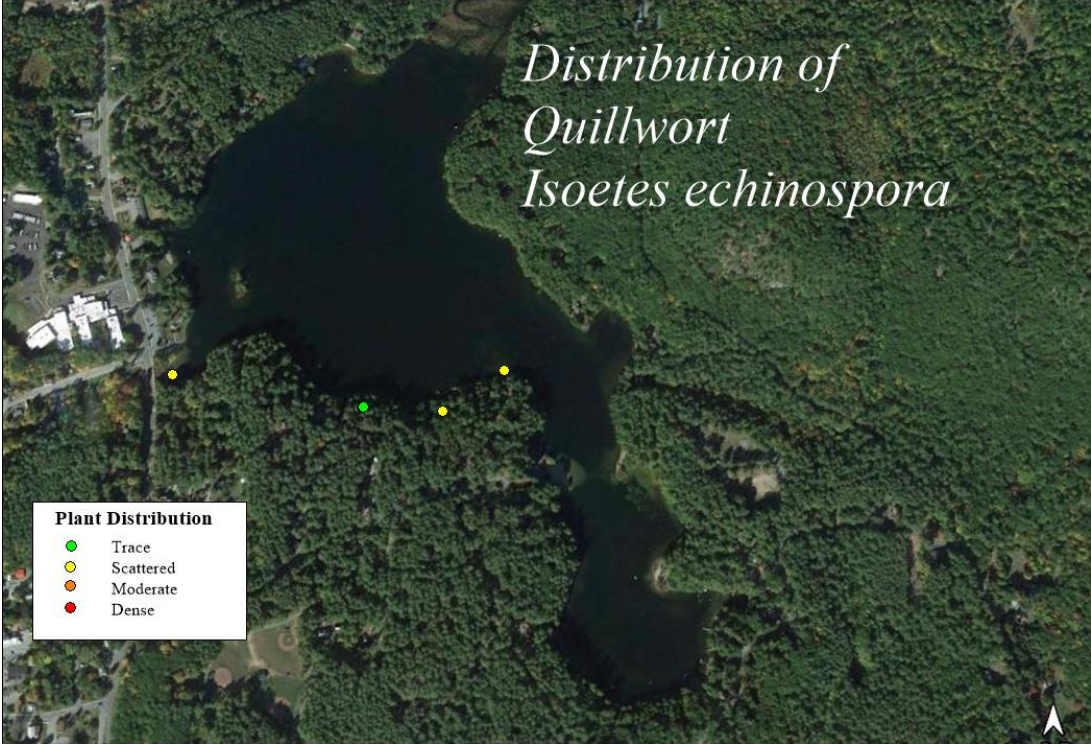 Distribution of
Quillwort
Isoetes echinospora
Plant Distribution
Trace
Scattered
Moderate
Dense